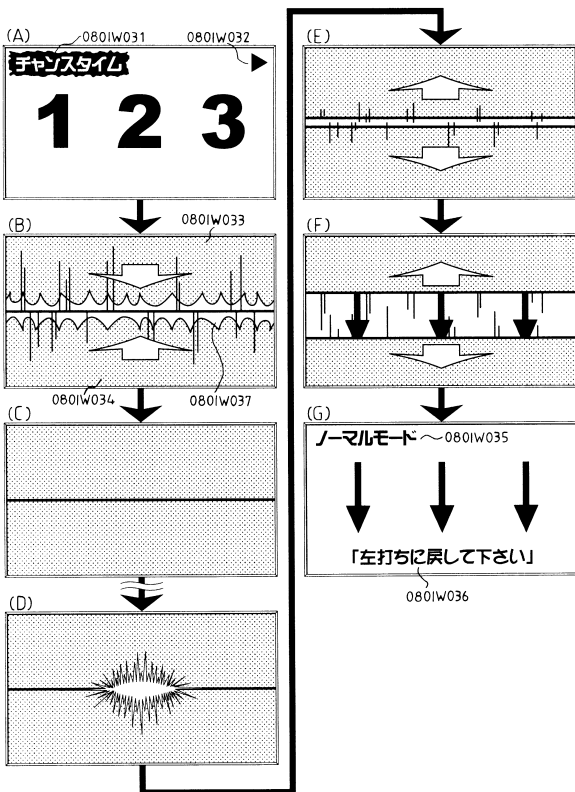 (A)
0801W031
0801W032
チャンスタイム
1 2 3
(B)
0801W033
0801W034
0801W037
(C)
(D)
(E)
(F)
(G)
ノーマルモード
0801W035
「左打ちに戻して下さい」
0801W036